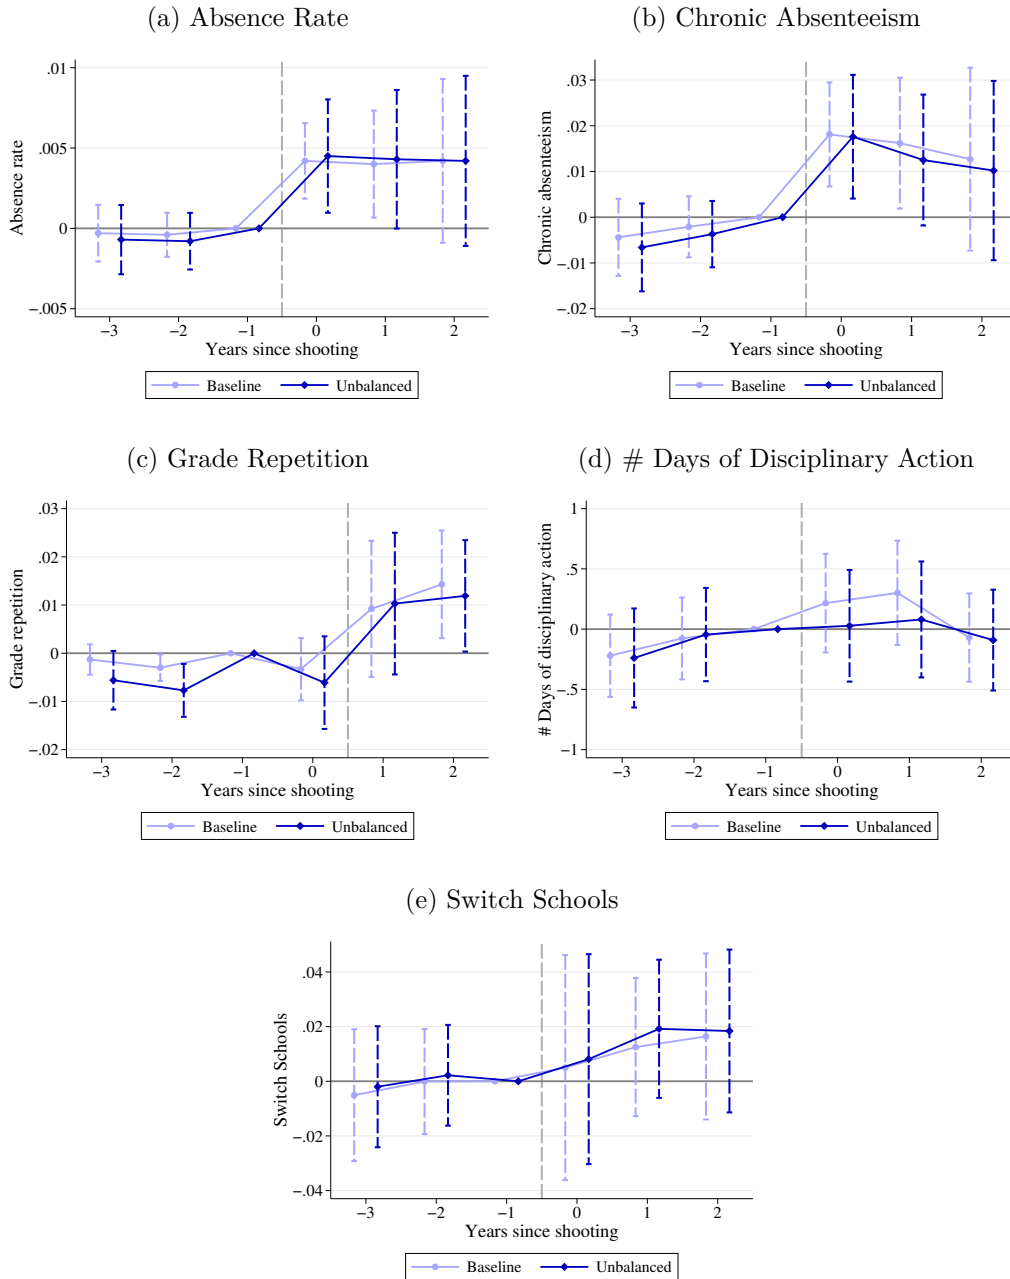 (a) Absence Rate
.01
.005
0
−.005
Absence rate
−3 −2 −1 0 1 2
Years since shooting
Baseline Unbalanced
(b) Chronic Absenteeism
.03
.02
.01
0
−.01
−.02
Chronic absenteeism
−3 −2 −1 0 1 2
Years since shooting
Baseline Unbalanced
(c) Grade Repetition
.03
.02
.01
0
−.01
−.02
Grade repetition
−3 −2 −1 0 1 2
Years since shooting
Baseline Unbalanced
(d) # Days of Disciplinary Action
1
.5
0
−.5
−1
# Days of disciplinary action
−3 −2 −1 0 1 2
Years since shooting
Baseline Unbalanced
(e) Switch Schools
.04
.02
0
−.02
−.04
Switch Schools
−3 −2 −1 0 1 2
Years since shooting
Baseline Unbalanced